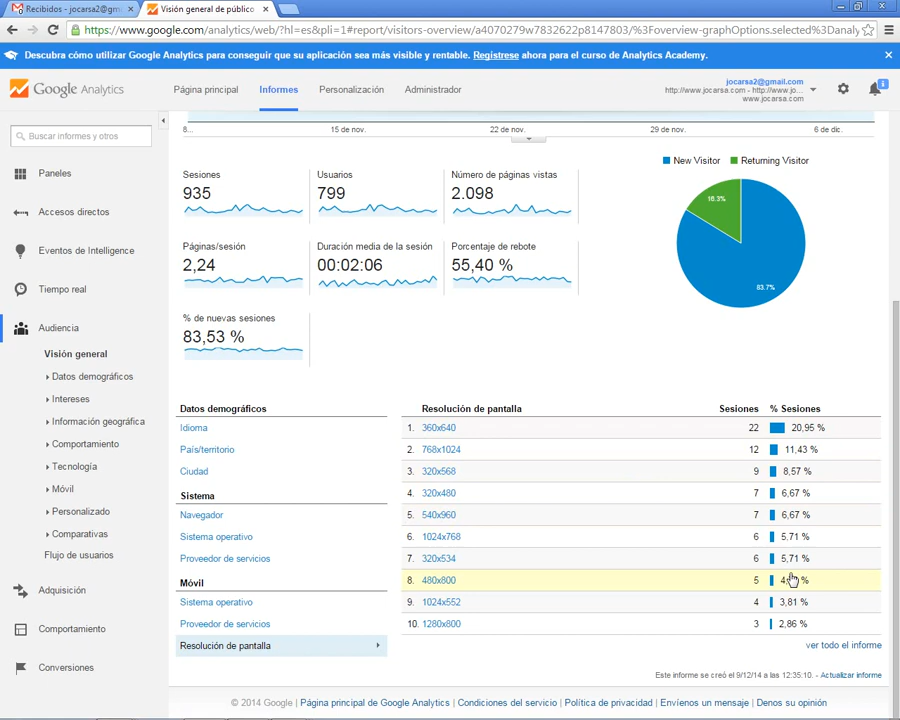 Recibidos - jocarsa2@gm
Visión general de público
https://www.google.com/analytics/web/?hl=es&pli=1#report/visitors-overview/a4070279w7832622p8147803/%3Foverview-graphOptions.selected%3Danaly
Descubra cómo utilizar Google Analytics para conseguir que su aplicación sea más visible y rentable. Regístrese ahora para el curso de Analytics Academy.
Google Analytics
Página principal
Informes
Personalización
Administrador
jocarsa2@gmail.com
http://www.jocarsa.com - http://www.jo...
www.jocarsa.com
1
Buscar informes y otros
Paneles
Accesos directos
Eventos de Intelligence
Tiempo real
Audiencia
Visión general
Datos demográficos
Intereses
Información geográfica
Comportamiento
Tecnología
Móvil
Personalizado
Comparativas
Flujo de usuarios
Adquisición
Comportamiento
Conversiones
8... 15 de nov. 22 de nov. 29 de nov. 6 de dic.
Sesiones
935
Usuarios
799
Número de páginas vistas
2.098
Páginas/sesión
2,24
Duración media de la sesión
00:02:06
Porcentaje de rebote
55,40 %
% de nuevas sesiones
83,53 %
New Visitor
Returning Visitor
16.3%
83.7%
Datos demográficos
Idioma
País/territorio
Ciudad
Sistema
Navegador
Sistema operativo
Proveedor de servicios
Móvil
Sistema operativo
Proveedor de servicios
Resolución de pantalla
Resolución de pantalla Sesiones % Sesiones
1. 360x640 22 20,95 %
2. 768x1024 12 11,43 %
3. 320x568 9 8,57 %
4. 320x480 7 6,67 %
5. 540x960 7 6,67 %
6. 1024x768 6 5,71 %
7. 320x534 6 5,71 %
8. 480x800 5 %
9. 1024x552 4 3,81 %
10. 1280x800 3 2,86 %
ver todo el informe
Este informe se creó el 9/12/14 a las 12:35:10. - Actualizar informe
© 2014 Google | Página principal de Google Analytics | Condiciones del servicio | Política de privacidad | Envíenos un mensaje | Denos su opinión